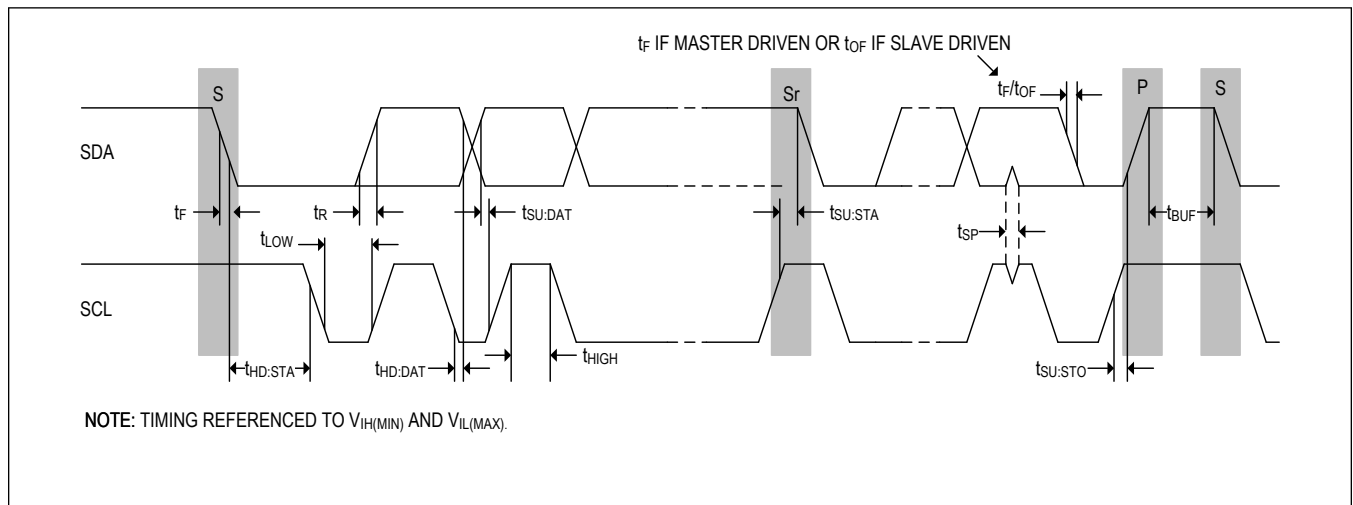 tF IF MASTER DRIVEN OR tOF IF SLAVE DRIVEN
S
Sr
tF/tOF
P
S
SDA
tF
tR
tSU:DAT
tSU:STA
tBUF
tLOW
tSP
SCL
tHD:STA
tHD:DAT
tHIGH
tSU:STO
NOTE: TIMING REFERENCED TO VIH(MIN) AND VIL(MAX).